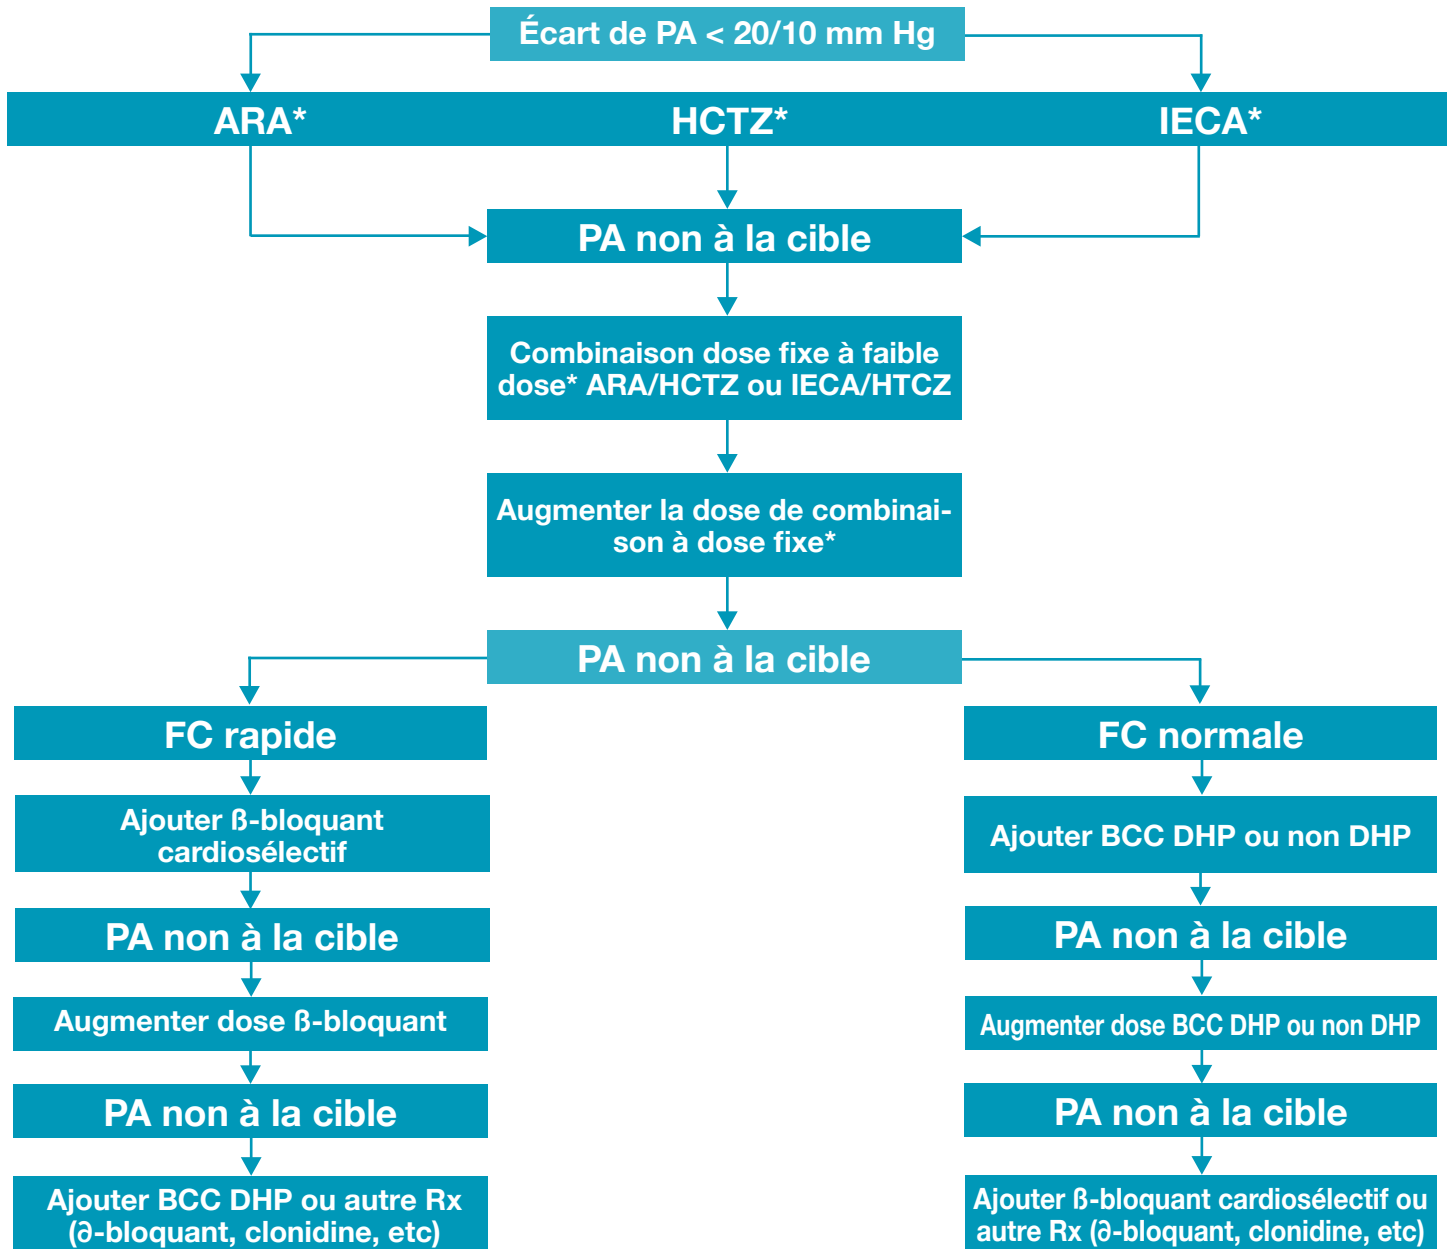 Écart de PA < 20/10 mm Hg
ARA*
HCTZ*
IECA*
PA non à la cible
Combinaison dose fixe à faible
dose* ARA/HCTZ ou IECA/HTCZ
Augmenter la dose de combinai-
son à dose fixe*
PA non à la cible
FC rapide
Ajouter ß-bloquant
cardiosélectif
PA non à la cible
Augmenter dose ß-bloquant
PA non à la cible
Ajouter BCC DHP ou autre Rx
(∂-bloquant, clonidine, etc)
FC normale
Ajouter BCC DHP ou non DHP
PA non à la cible
Augmenter dose BCC DHP ou non DHP
PA non à la cible
Ajouter ß-bloquant cardiosélectif ou
autre Rx (∂-bloquant, clonidine, etc)